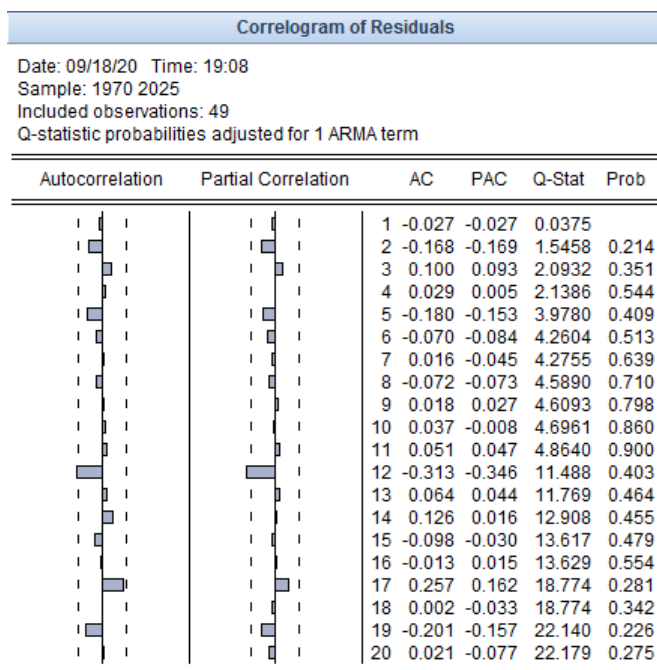 Correlogram of Residuals
Date: 09/18/20 Time: 19:08
Sample: 1970 2025
Included observations: 49
Q-statistic probabilities adjusted for 1 ARMA term
Autocorrelation Partial Correlation AC PAC Q-Stat Prob
1 -0.027 -0.027 0.0375
2 -0.168 -0.169 1.5458 0.214
3 0.100 0.093 2.0932 0.351
4 0.029 0.005 2.1386 0.544
5 -0.180 -0.153 3.9780 0.409
6 -0.070 -0.084 4.2604 0.513
7 0.016 -0.045 4.2755 0.639
8 -0.072 -0.073 4.5890 0.710
9 0.018 0.027 4.6093 0.798
10 0.037 -0.008 4.6961 0.860
11 0.051 0.047 4.8640 0.900
12 -0.313 -0.346 11.488 0.403
13 0.064 0.044 11.769 0.464
14 0.126 0.016 12.908 0.455
15 -0.098 -0.030 13.617 0.479
16 -0.013 0.015 13.629 0.554
17 0.257 0.162 18.774 0.281
18 0.002 -0.033 18.774 0.342
19 -0.201 -0.157 22.140 0.226
20 0.021 -0.077 22.179 0.275